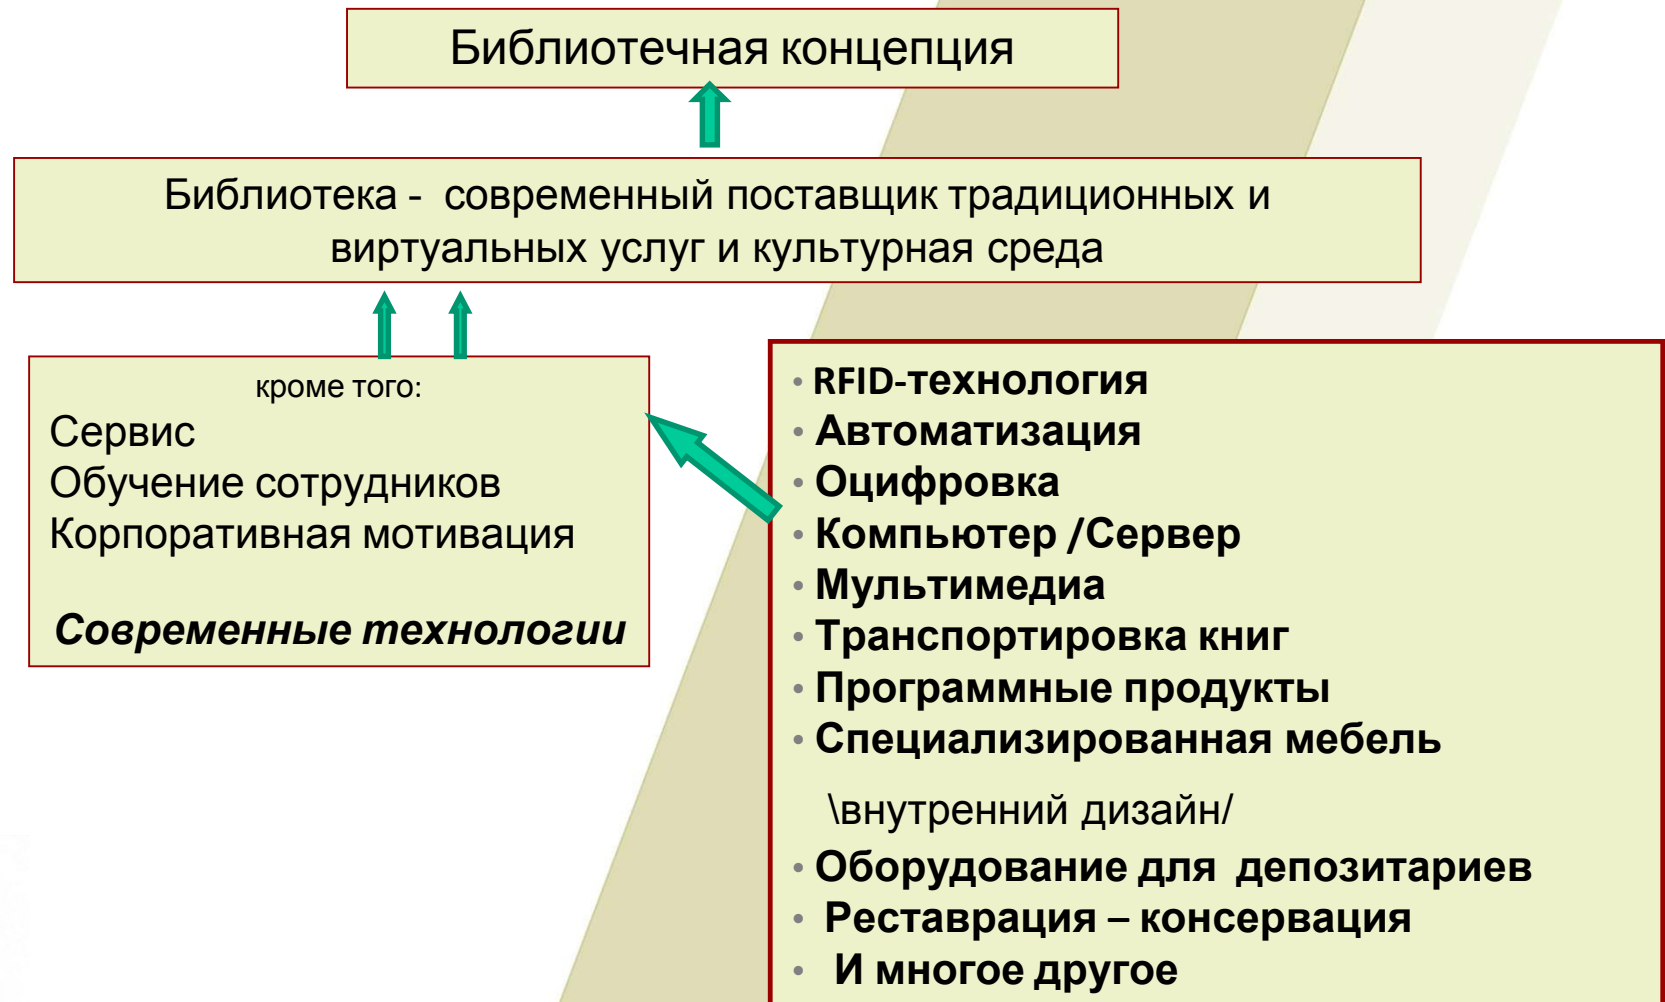 Библиотечная концепция
Библиотека - современный поставщик традиционных и
виртуальных услуг и культурная среда
кроме того:
Сервис
Обучение сотрудников
Корпоративная мотивация
Современные технологии
• RFID-технология
• Автоматизация
• Оцифровка
• Компьютер /Сервер
• Мультимедиа
• Транспортировка книг
• Программные продукты
• Специализированная мебель
\внутренний дизайн/
• Оборудование для депозитариев
• Реставрация – консервация
• И многое другое